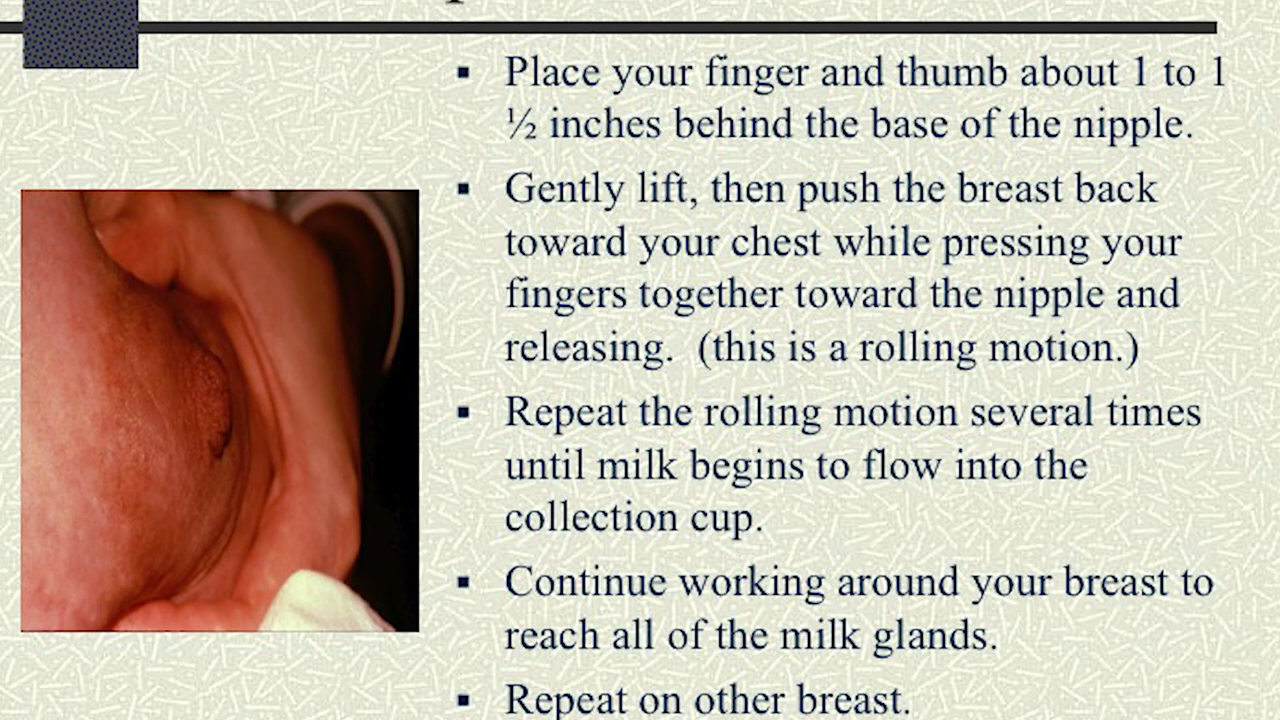 ▪ Place your finger and thumb about 1 to 1
½ inches behind the base of the nipple.
▪ Gently lift, then push the breast back
toward your chest while pressing your
fingers together toward the nipple and
releasing.  (this is a rolling motion.)
▪ Repeat the rolling motion several times
until milk begins to flow into the
collection cup.
▪ Continue working around your breast to
reach all of the milk glands.
▪ Repeat on other breast.